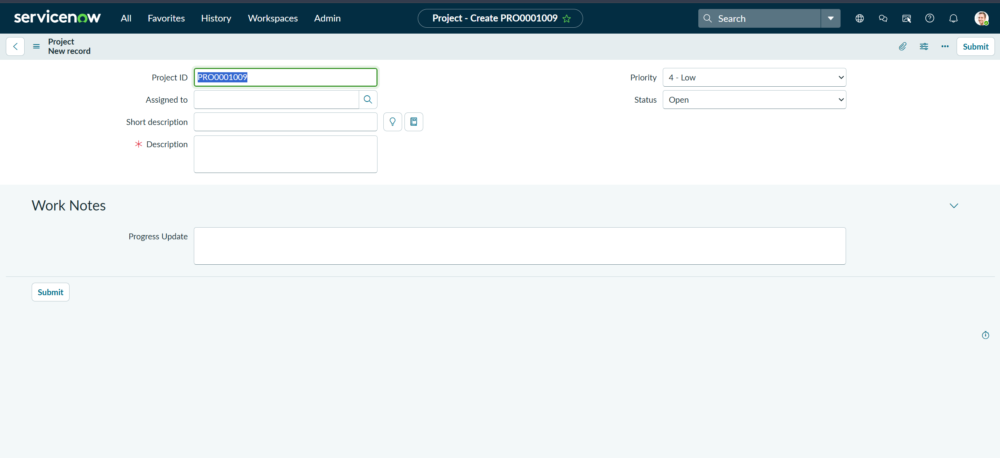 servicenow All Favorites History Workspaces Admin Project - Create PRO0001009 Search
Project
New record
Submit
Project ID PRO0001009 Priority 4 - Low
Assigned to Status Open
Short description
* Description
Work Notes
Progress Update
Submit